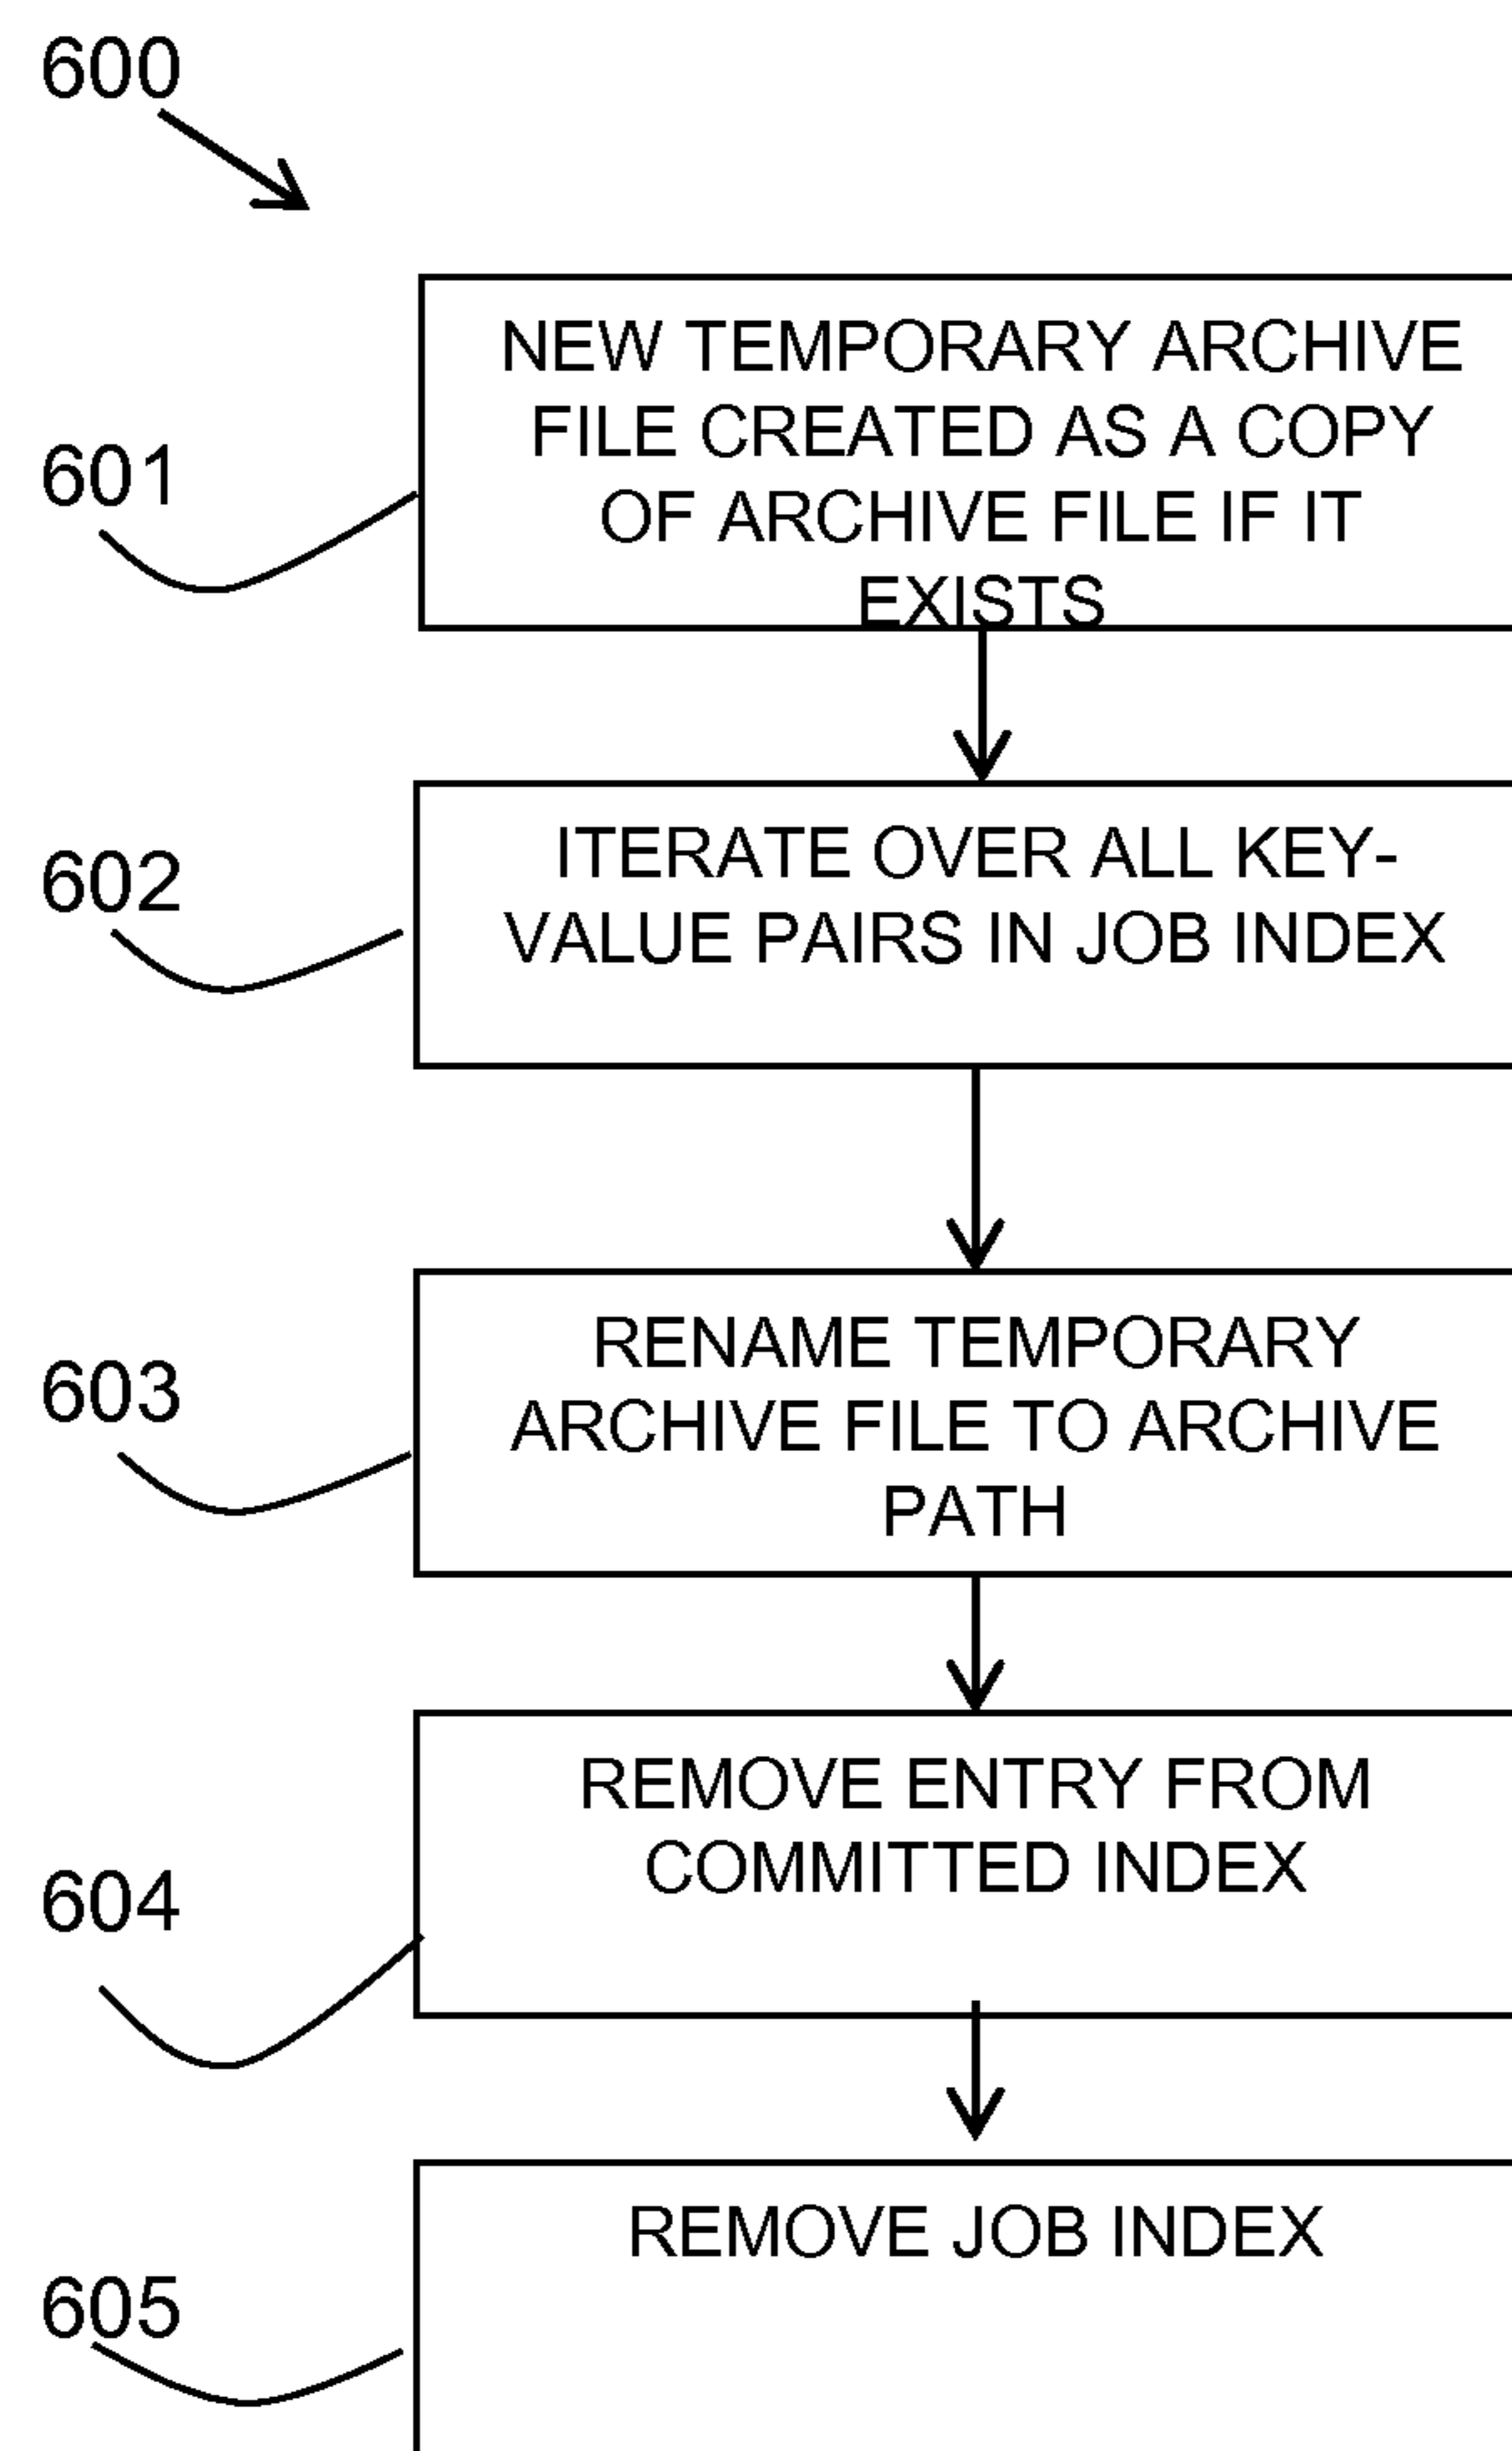 600
NEW TEMPORARY ARCHIVE
FILE CREATED AS A COPY
OF ARCHIVE FILE IF IT
EXISTS
601
ITERATE OVER ALL KEY-
VALUE PAIRS IN JOB INDEX
602
RENAME TEMPORARY
ARCHIVE FILE TO ARCHIVE
PATH
603
REMOVE ENTRY FROM
COMMITTED INDEX
604
REMOVE JOB INDEX
605